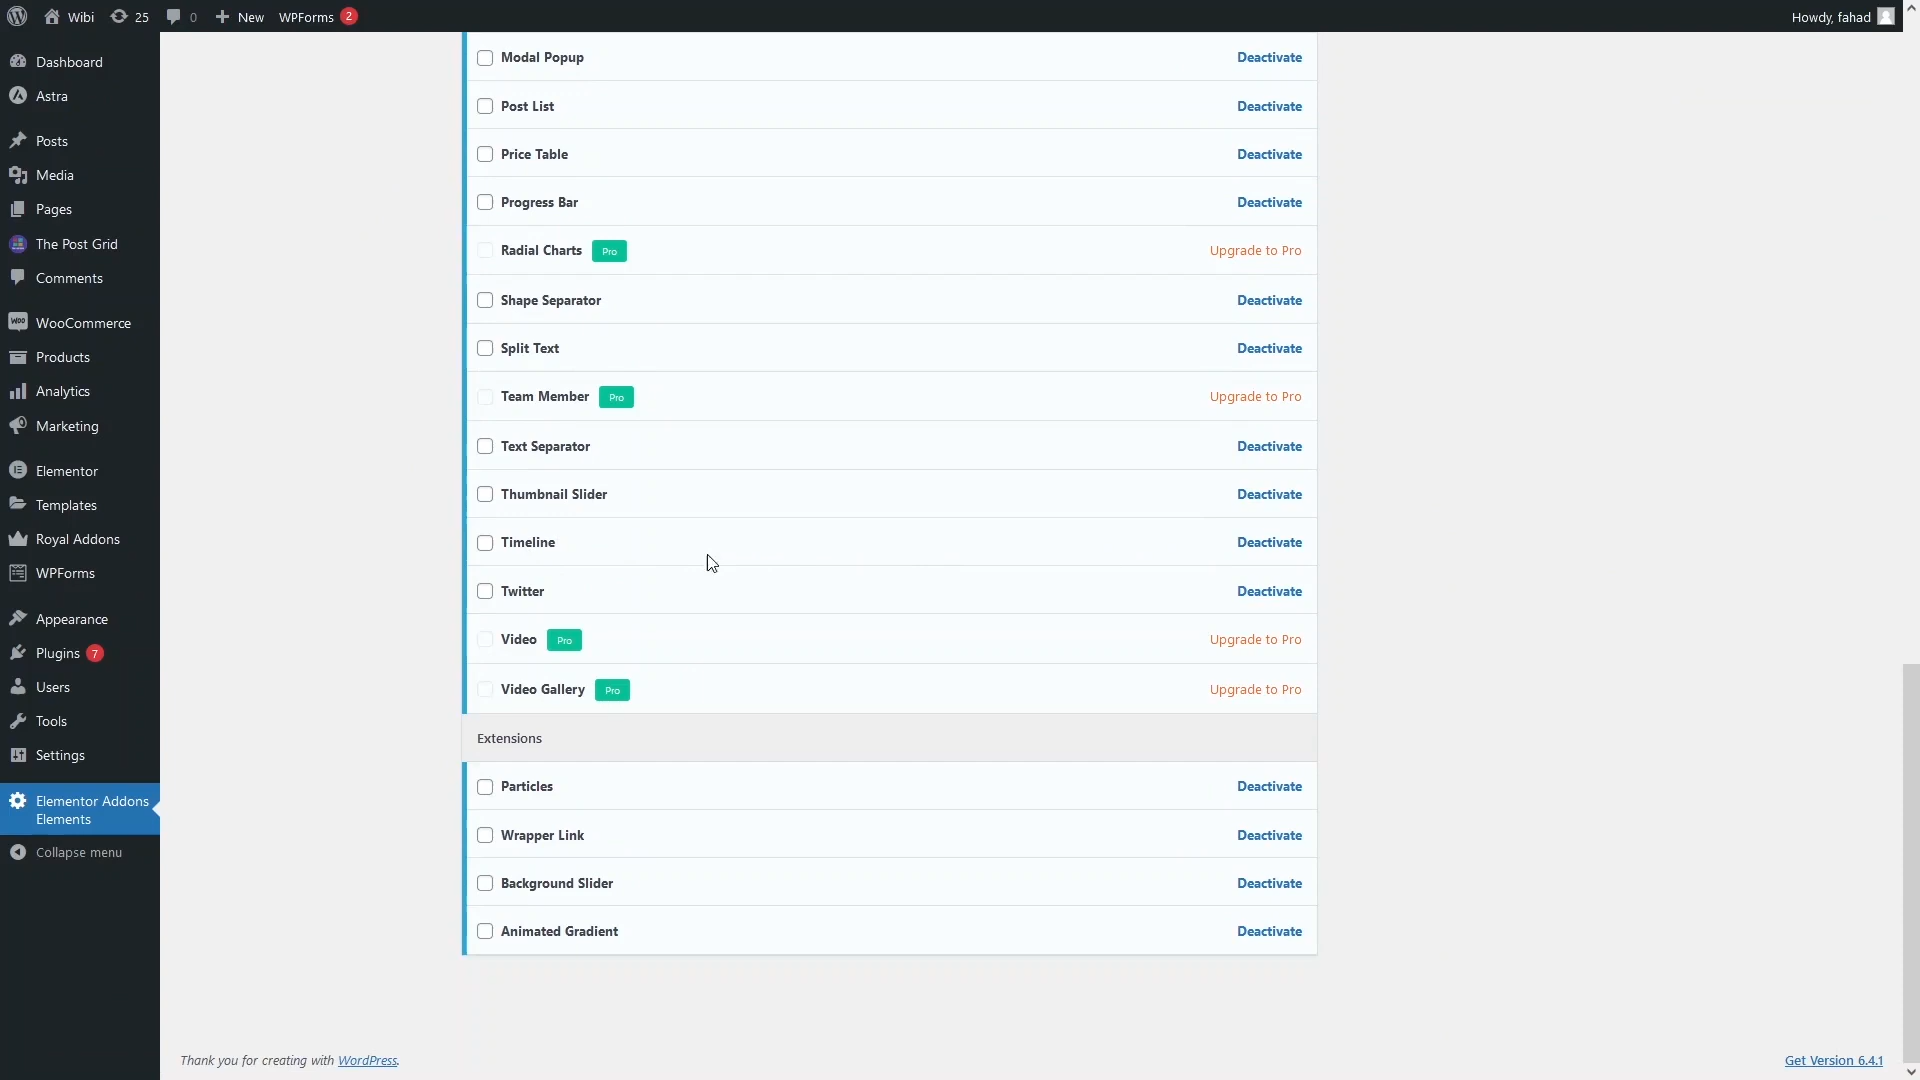 Wibi 25 0 New WPForms 2 Howdy, fahad
Dashboard
Astra
Posts
Media
Pages
The Post Grid
Comments
WooCommerce
Products
Analytics
Marketing
Elementor
Templates
Royal Addons
WPForms
Appearance
Plugins 7
Users
Tools
Settings
Elementor Addons
Elements
Collapse menu
Modal Popup Deactivate
Post List Deactivate
Price Table Deactivate
Progress Bar Deactivate
Radial Charts Pro Upgrade to Pro
Shape Separator Deactivate
Split Text Deactivate
Team Member Pro Upgrade to Pro
Text Separator Deactivate
Thumbnail Slider Deactivate
Timeline Deactivate
Twitter Deactivate
Video Pro Upgrade to Pro
Video Gallery Pro Upgrade to Pro
Extensions
Particles Deactivate
Wrapper Link Deactivate
Background Slider Deactivate
Animated Gradient Deactivate
Thank you for creating with WordPress. Get Version 6.4.1